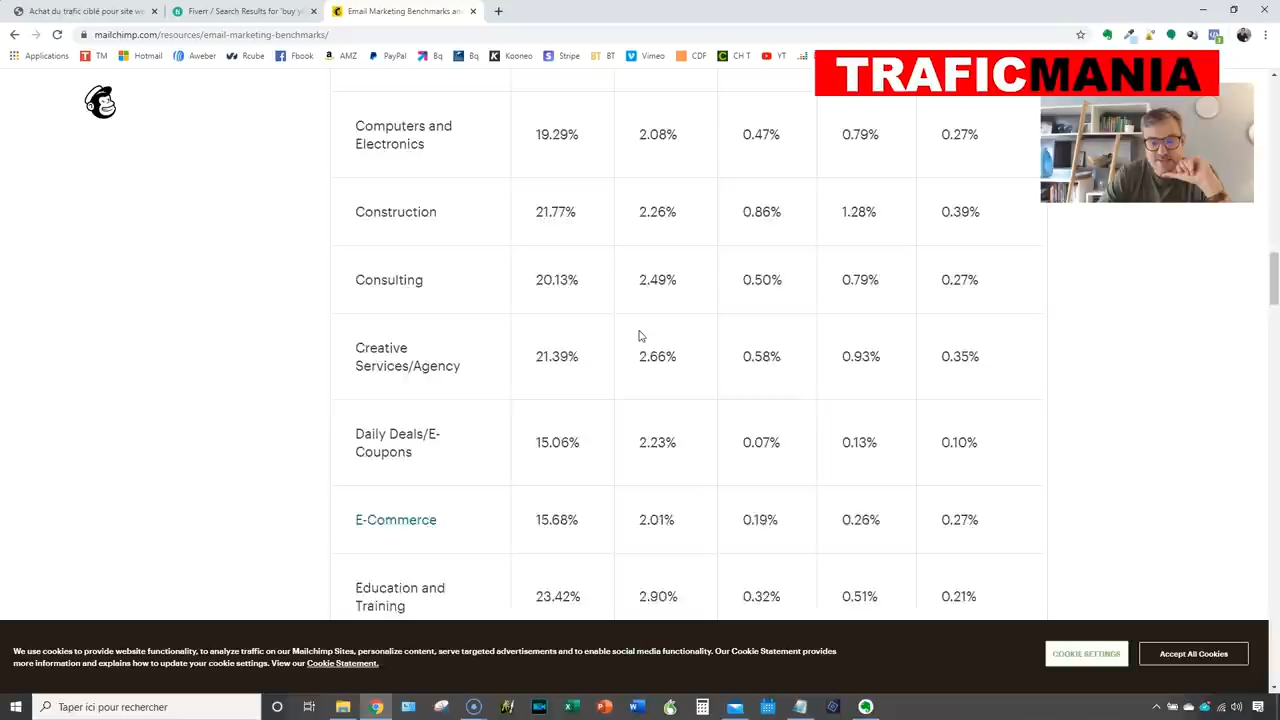 Achat du trafic ciblé pour site we
Fiverr / Search Results for 'buy y
Email Marketing Benchmarks and
mailchimp.com/resources/email-marketing-benchmarks/
Applications TM Hotmail Aweber Rcube Fbook AMZ PayPal Bq Bq Kooneo Stripe BT BT Vimeo CDF CH T YT
TRAFICMANIA
Computers and Electronics 19.29% 2.08% 0.47% 0.79% 0.27%
Construction 21.77% 2.26% 0.86% 1.28% 0.39%
Consulting 20.13% 2.49% 0.50% 0.79% 0.27%
Creative Services/Agency 21.39% 2.66% 0.58% 0.93% 0.35%
Daily Deals/E-Coupons 15.06% 2.23% 0.07% 0.13% 0.10%
E-Commerce 15.68% 2.01% 0.19% 0.26% 0.27%
Education and Training 23.42% 2.90% 0.32% 0.51% 0.21%
We use cookies to provide website functionality, to analyze traffic on our Mailchimp Sites, personalize content, serve targeted advertisements and to enable social media functionality. Our Cookie Statement provides
more information and explains how to update your cookie settings. View our Cookie Statement.
COOKIE SETTINGS
Accept All Cookies
Taper ici pour rechercher